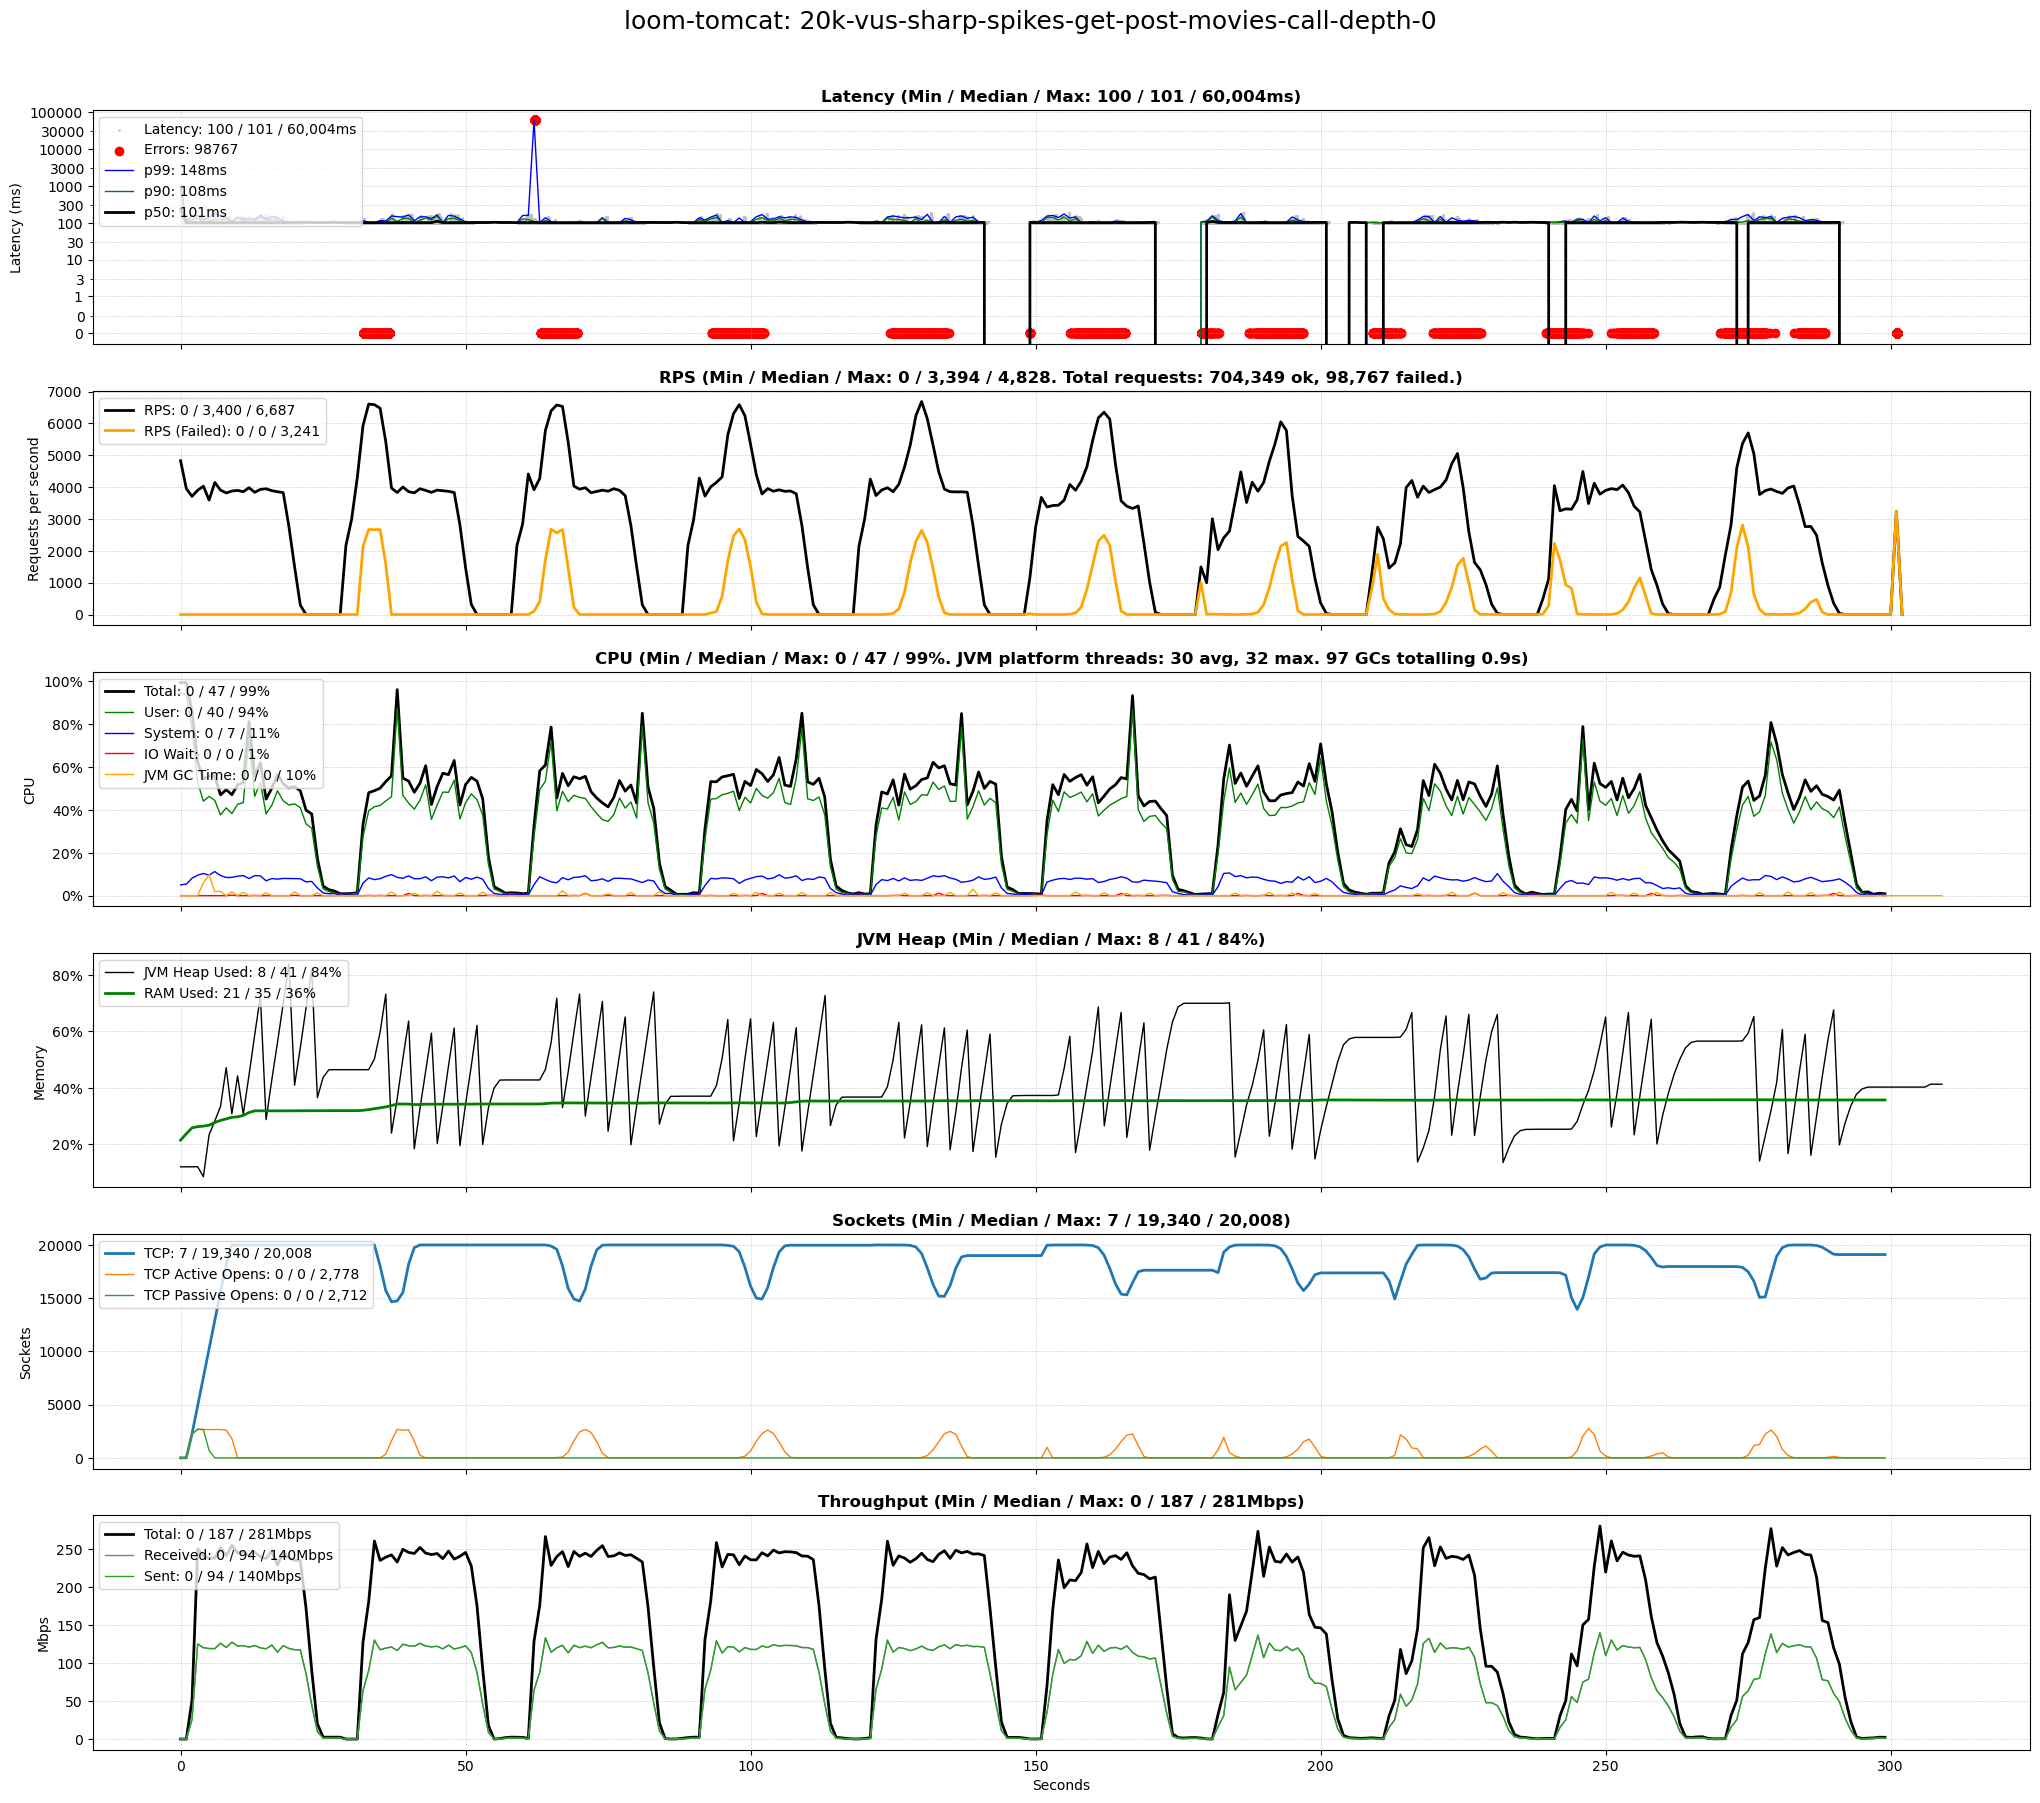 loom-tomcat: 20k-vus-sharp-spikes-get-post-movies-call-depth-0
Latency (Min / Median / Max: 100 / 101 / 60,004ms)
Latency (ms)
100000
30000
10000
3000
1000
300
100
30
10
3
1
0
0
Latency: 100 / 101 / 60,004ms
Errors: 98767
p99: 148ms
p90: 108ms
p50: 101ms
RPS (Min / Median / Max: 0 / 3,394 / 4,828. Total requests: 704,349 ok, 98,767 failed.)
Requests per second
7000
6000
5000
4000
3000
2000
1000
0
RPS: 0 / 3,400 / 6,687
RPS (Failed): 0 / 0 / 3,241
CPU (Min / Median / Max: 0 / 47 / 99%. JVM platform threads: 30 avg, 32 max. 97 GCs totalling 0.9s)
CPU
100%
80%
60%
40%
20%
0%
Total: 0 / 47 / 99%
User: 0 / 40 / 94%
System: 0 / 7 / 11%
IO Wait: 0 / 0 / 1%
JVM GC Time: 0 / 0 / 10%
JVM Heap (Min / Median / Max: 8 / 41 / 84%)
Memory
80%
60%
40%
20%
JVM Heap Used: 8 / 41 / 84%
RAM Used: 21 / 35 / 36%
Sockets (Min / Median / Max: 7 / 19,340 / 20,008)
Sockets
20000
15000
10000
5000
0
TCP: 7 / 19,340 / 20,008
TCP Active Opens: 0 / 0 / 2,778
TCP Passive Opens: 0 / 0 / 2,712
Throughput (Min / Median / Max: 0 / 187 / 281Mbps)
Mbps
250
200
150
100
50
0
Total: 0 / 187 / 281Mbps
Received: 0 / 94 / 140Mbps
Sent: 0 / 94 / 140Mbps
0 50 100 150 200 250 300
Seconds